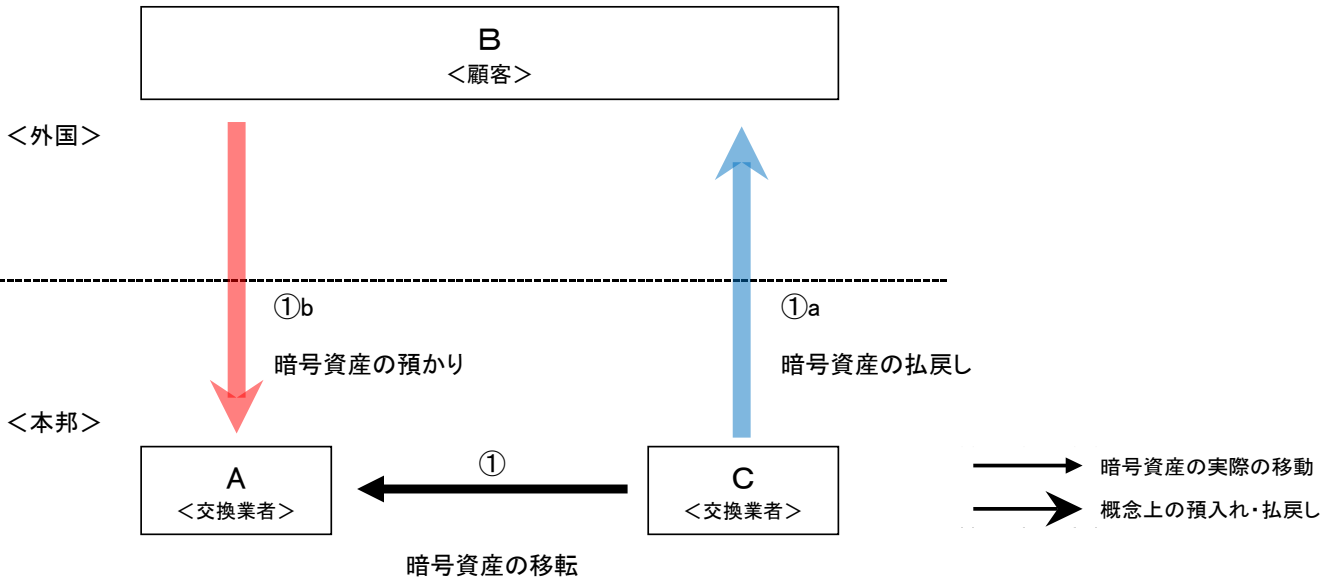 B
＜顧客＞
＜外国＞
①b
①a
暗号資産の預かり
暗号資産の払戻し
＜本邦＞
A
＜交換業者＞
①
C
＜交換業者＞
暗号資産の移転
暗号資産の実際の移動
概念上の預入れ・払戻し